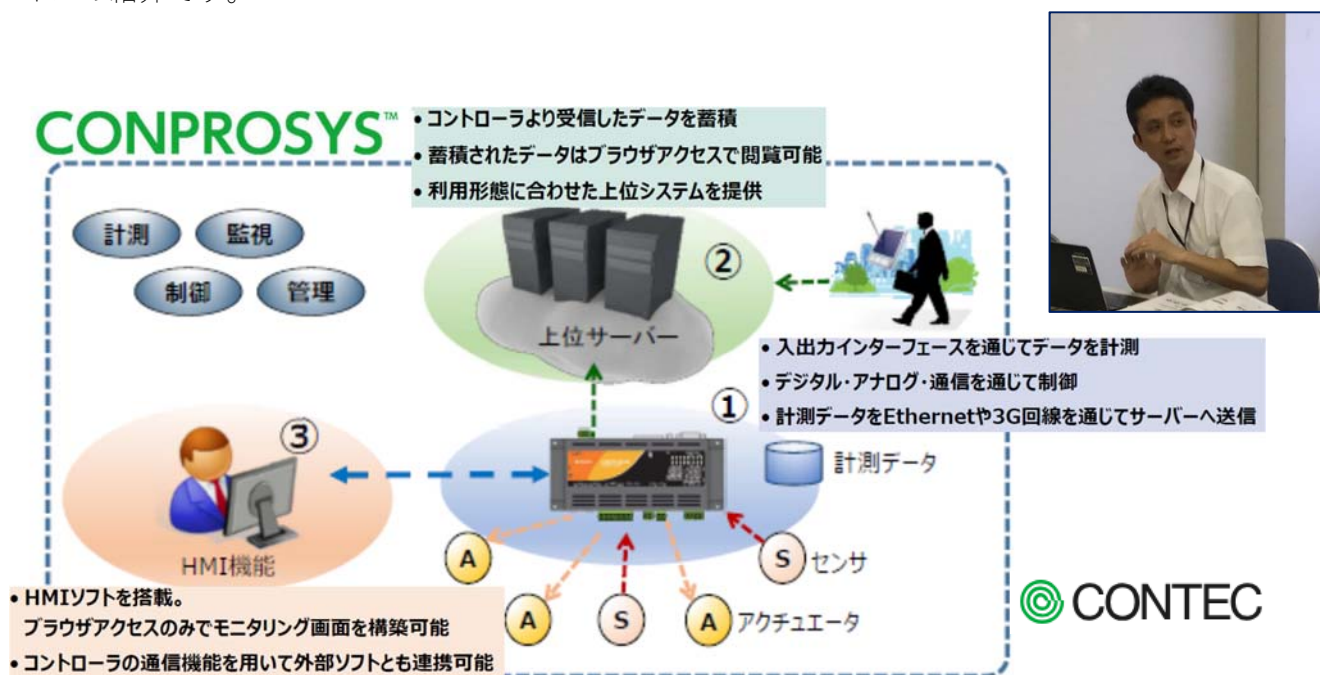 CONPROSYS™
• コントローラより受信したデータを蓄積
• 蓄積されたデータはブラウザアクセスで閲覧可能
• 利用形態に合わせた上位システムを提供
計測
監視
制御
管理
②
上位サーバー
• 入出力インターフェースを通じてデータを計測
• デジタル・アナログ・通信を通じて制御
• 計測データをEthernetや3G回線を通じてサーバーへ送信
①
③
計測データ
HMI機能
A
S センサ
A
S
A アクチュエータ
• HMIソフトを搭載。
ブラウザアクセスのみでモニタリング画面を構築可能
• コントローラの通信機能を用いて外部ソフトとも連携可能
CONTEC